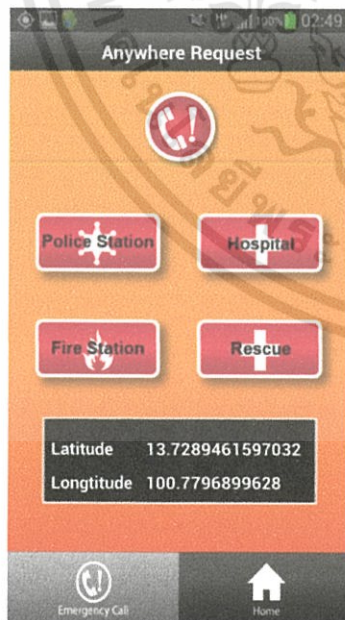 100% 02:49
Anywhere Request
Police Station Hospital
Fire Station Rescue
Latitude 13.7289461597032
Longtitude 100.7796899628
Emergency Call Home